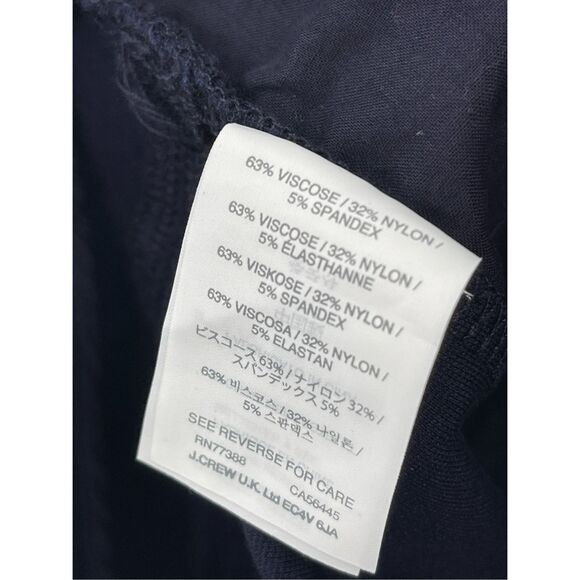 63% VISCOSE / 32% NYLON /
5% SPANDEX
63% VISCOSE / 32% NYLON /
5% ÉLASTHANNE
63% VISKOSE / 32% NYLON /
5% SPANDEX
63% VISCOSA / 32% NYLON /
5% ELASTAN
ビスコース 63% / ナイロン 32% /
スパンデックス 5%
63% 비스코스 / 32% 나일론 /
5% 스판덱스
SEE REVERSE FOR CARE
RN77388 CA56445
J.CREW U.K. Ltd EC4V 6JA